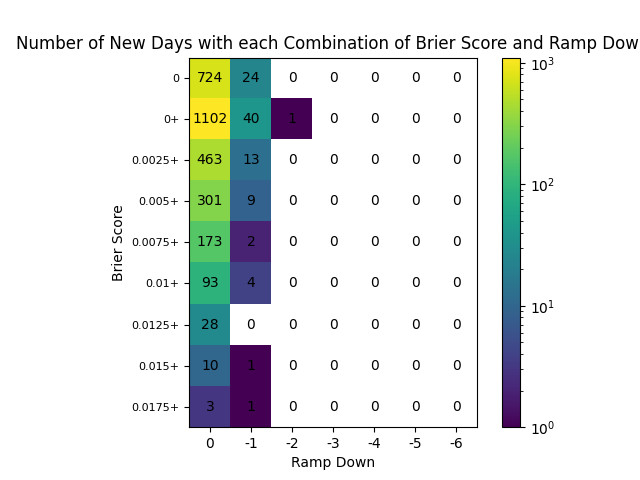 Number of New Days with each Combination of Brier Score and Ramp Dow
0 724 24 0 0 0 0 0
0+ 1102 40 1 0 0 0 0
0.0025+ 463 13 0 0 0 0 0
0.005+ 301 9 0 0 0 0 0
0.0075+ 173 2 0 0 0 0 0
0.01+ 93 4 0 0 0 0 0
0.0125+ 28 0 0 0 0 0 0
0.015+ 10 1 0 0 0 0 0
0.0175+ 3 1 0 0 0 0 0
0 -1 -2 -3 -4 -5 -6
Ramp Down
Brier Score
10³
10²
10¹
10⁰